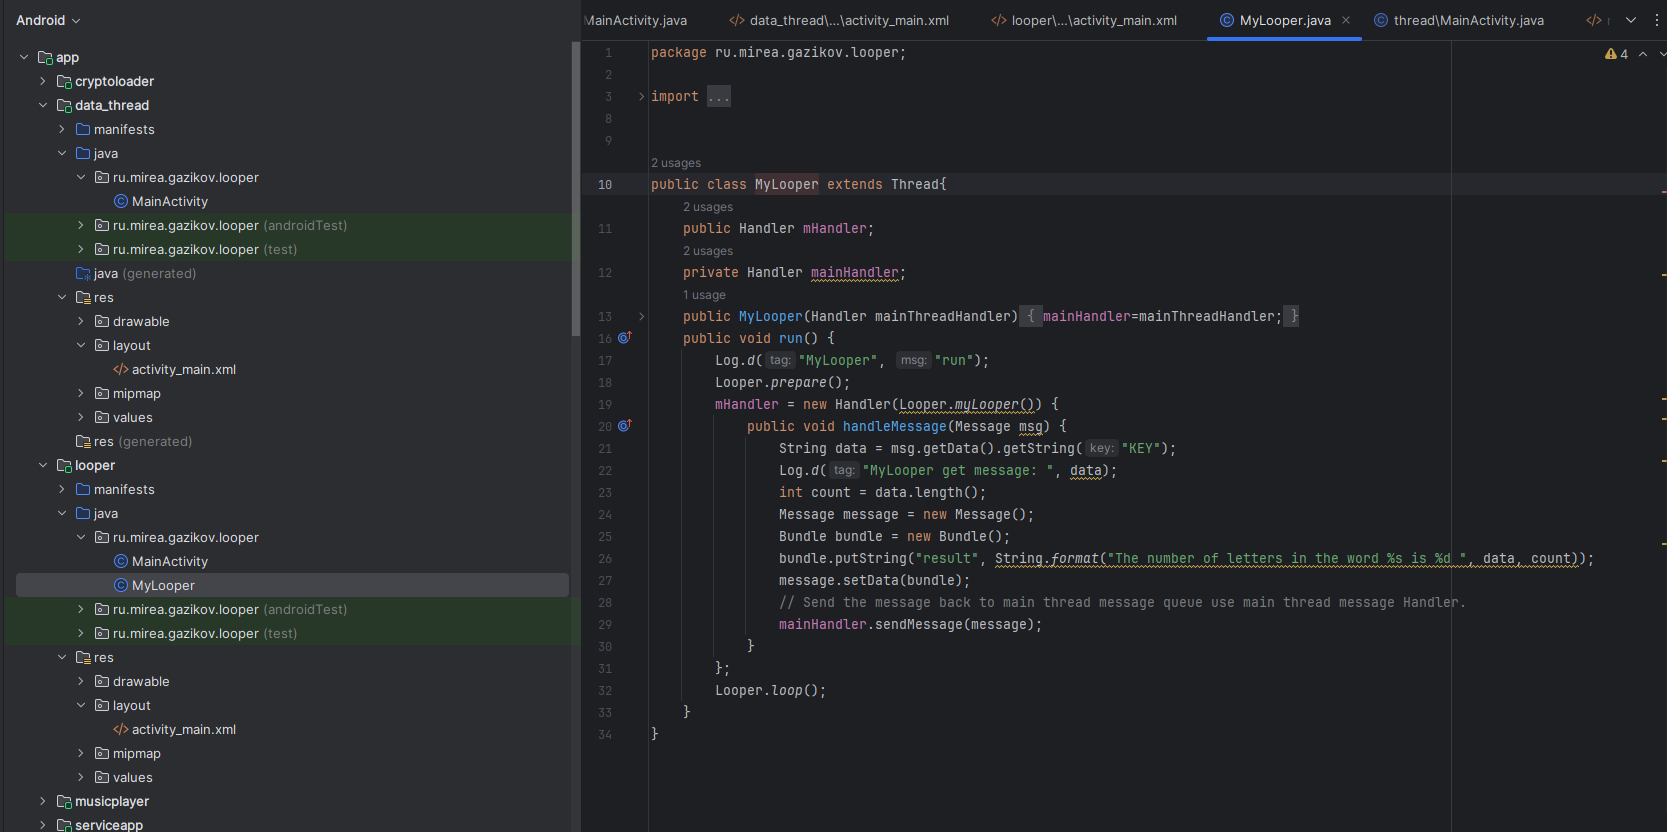 Android
app
cryptoloader
data_thread
manifests
java
ru.mirea.gazikov.looper
MainActivity
ru.mirea.gazikov.looper (androidTest)
ru.mirea.gazikov.looper (test)
java (generated)
res
drawable
layout
</> activity_main.xml
mipmap
values
res (generated)
looper
manifests
java
ru.mirea.gazikov.looper
MainActivity
MyLooper
ru.mirea.gazikov.looper (androidTest)
ru.mirea.gazikov.looper (test)
res
drawable
layout
</> activity_main.xml
mipmap
values
musicplayer
serviceapp
MainActivity.java </> data_thread\...\activity_main.xml </> looper\...\activity_main.xml MyLooper.java thread\MainActivity.java </>
4
1 package ru.mirea.gazikov.looper;
2
3 import ...
8
9
2 usages
10 public class MyLooper extends Thread{
2 usages
11 public Handler mHandler;
2 usages
12 private Handler mainHandler;
1 usage
13 public MyLooper(Handler mainThreadHandler) { mainHandler=mainThreadHandler; }
16 public void run() {
17 Log.d( tag: "MyLooper", msg: "run");
18 Looper.prepare();
19 mHandler = new Handler(Looper.myLooper()) {
20 public void handleMessage(Message msg) {
21 String data = msg.getData().getString( key: "KEY");
22 Log.d( tag: "MyLooper get message: ", data);
23 int count = data.length();
24 Message message = new Message();
25 Bundle bundle = new Bundle();
26 bundle.putString("result", String.format("The number of letters in the word %s is %d ", data, count));
27 message.setData(bundle);
28 // Send the message back to main thread message queue use main thread message Handler.
29 mainHandler.sendMessage(message);
30 }
31 };
32 Looper.loop();
33 }
34 }